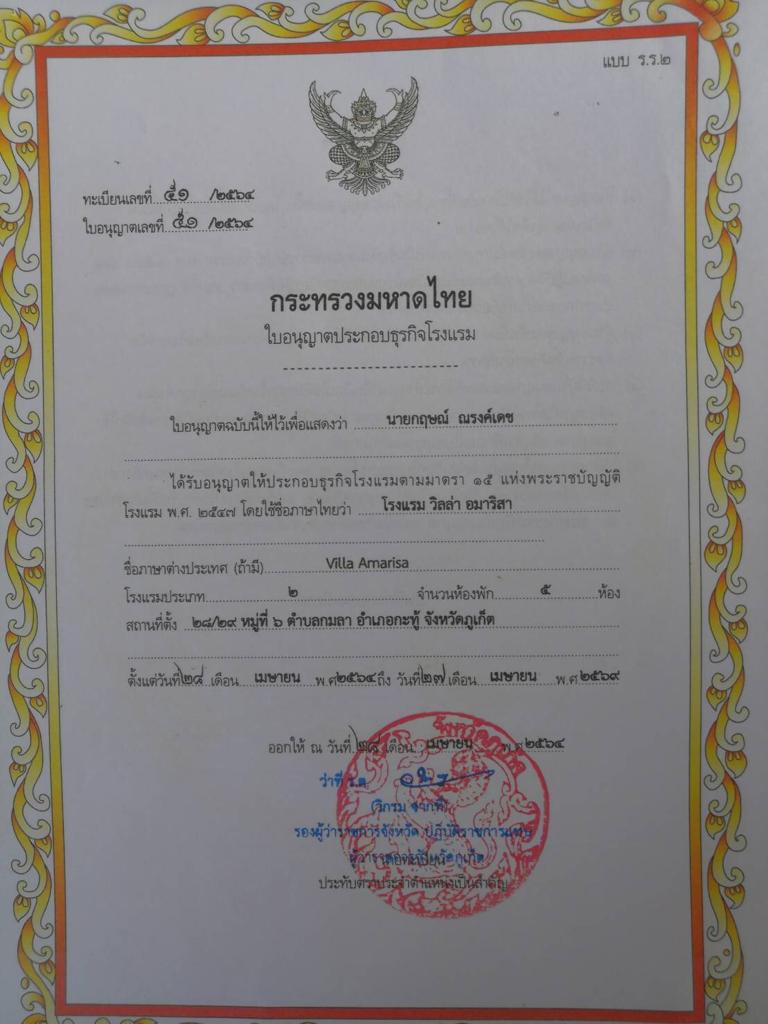 แบบ ร.ร.๒
ทะเบียนเลขที่ ๕๑ /๒๕๖๔
ใบอนุญาตเลขที่ ๕๑ /๒๕๖๔
กระทรวงมหาดไทย
ใบอนุญาตประกอบธุรกิจโรงแรม
ใบอนุญาตฉบับนี้ให้ไว้เพื่อแสดงว่า นายกฤษณ์ ณรงค์เดช
ได้รับอนุญาตให้ประกอบธุรกิจโรงแรมตามมาตรา ๑๕ แห่งพระราชบัญญัติ
โรงแรม พ.ศ. ๒๕๔๗ โดยใช้ชื่อภาษาไทยว่า โรงแรม วิลล่า อมาริสา
ชื่อภาษาต่างประเทศ (ถ้ามี) Villa Amarisa
โรงแรมประเภท ๒ จำนวนห้องพัก ๕ ห้อง
สถานที่ตั้ง ๒๘/๒๙ หมู่ที่ ๖ ตำบลกมลา อำเภอกะทู้ จังหวัดภูเก็ต
ตั้งแต่วันที่ ๒๘ เดือน เมษายน พ.ศ ๒๕๖๔ ถึง วันที่ ๒๗ เดือน เมษายน พ.ศ ๒๕๖๙
ออกให้ ณ วันที่ ๒๘ เดือน เมษายน พ.ศ ๒๕๖๔
ว่าที่ ร.ต.
(วิกรม จากที่)
รองผู้ว่าราชการจังหวัด ปฏิบัติราชการแทน
ผู้ว่าราชการจังหวัดภูเก็ต
นายทะเบียน
ประทับตราประจำตำแหน่งเป็นสำคัญ